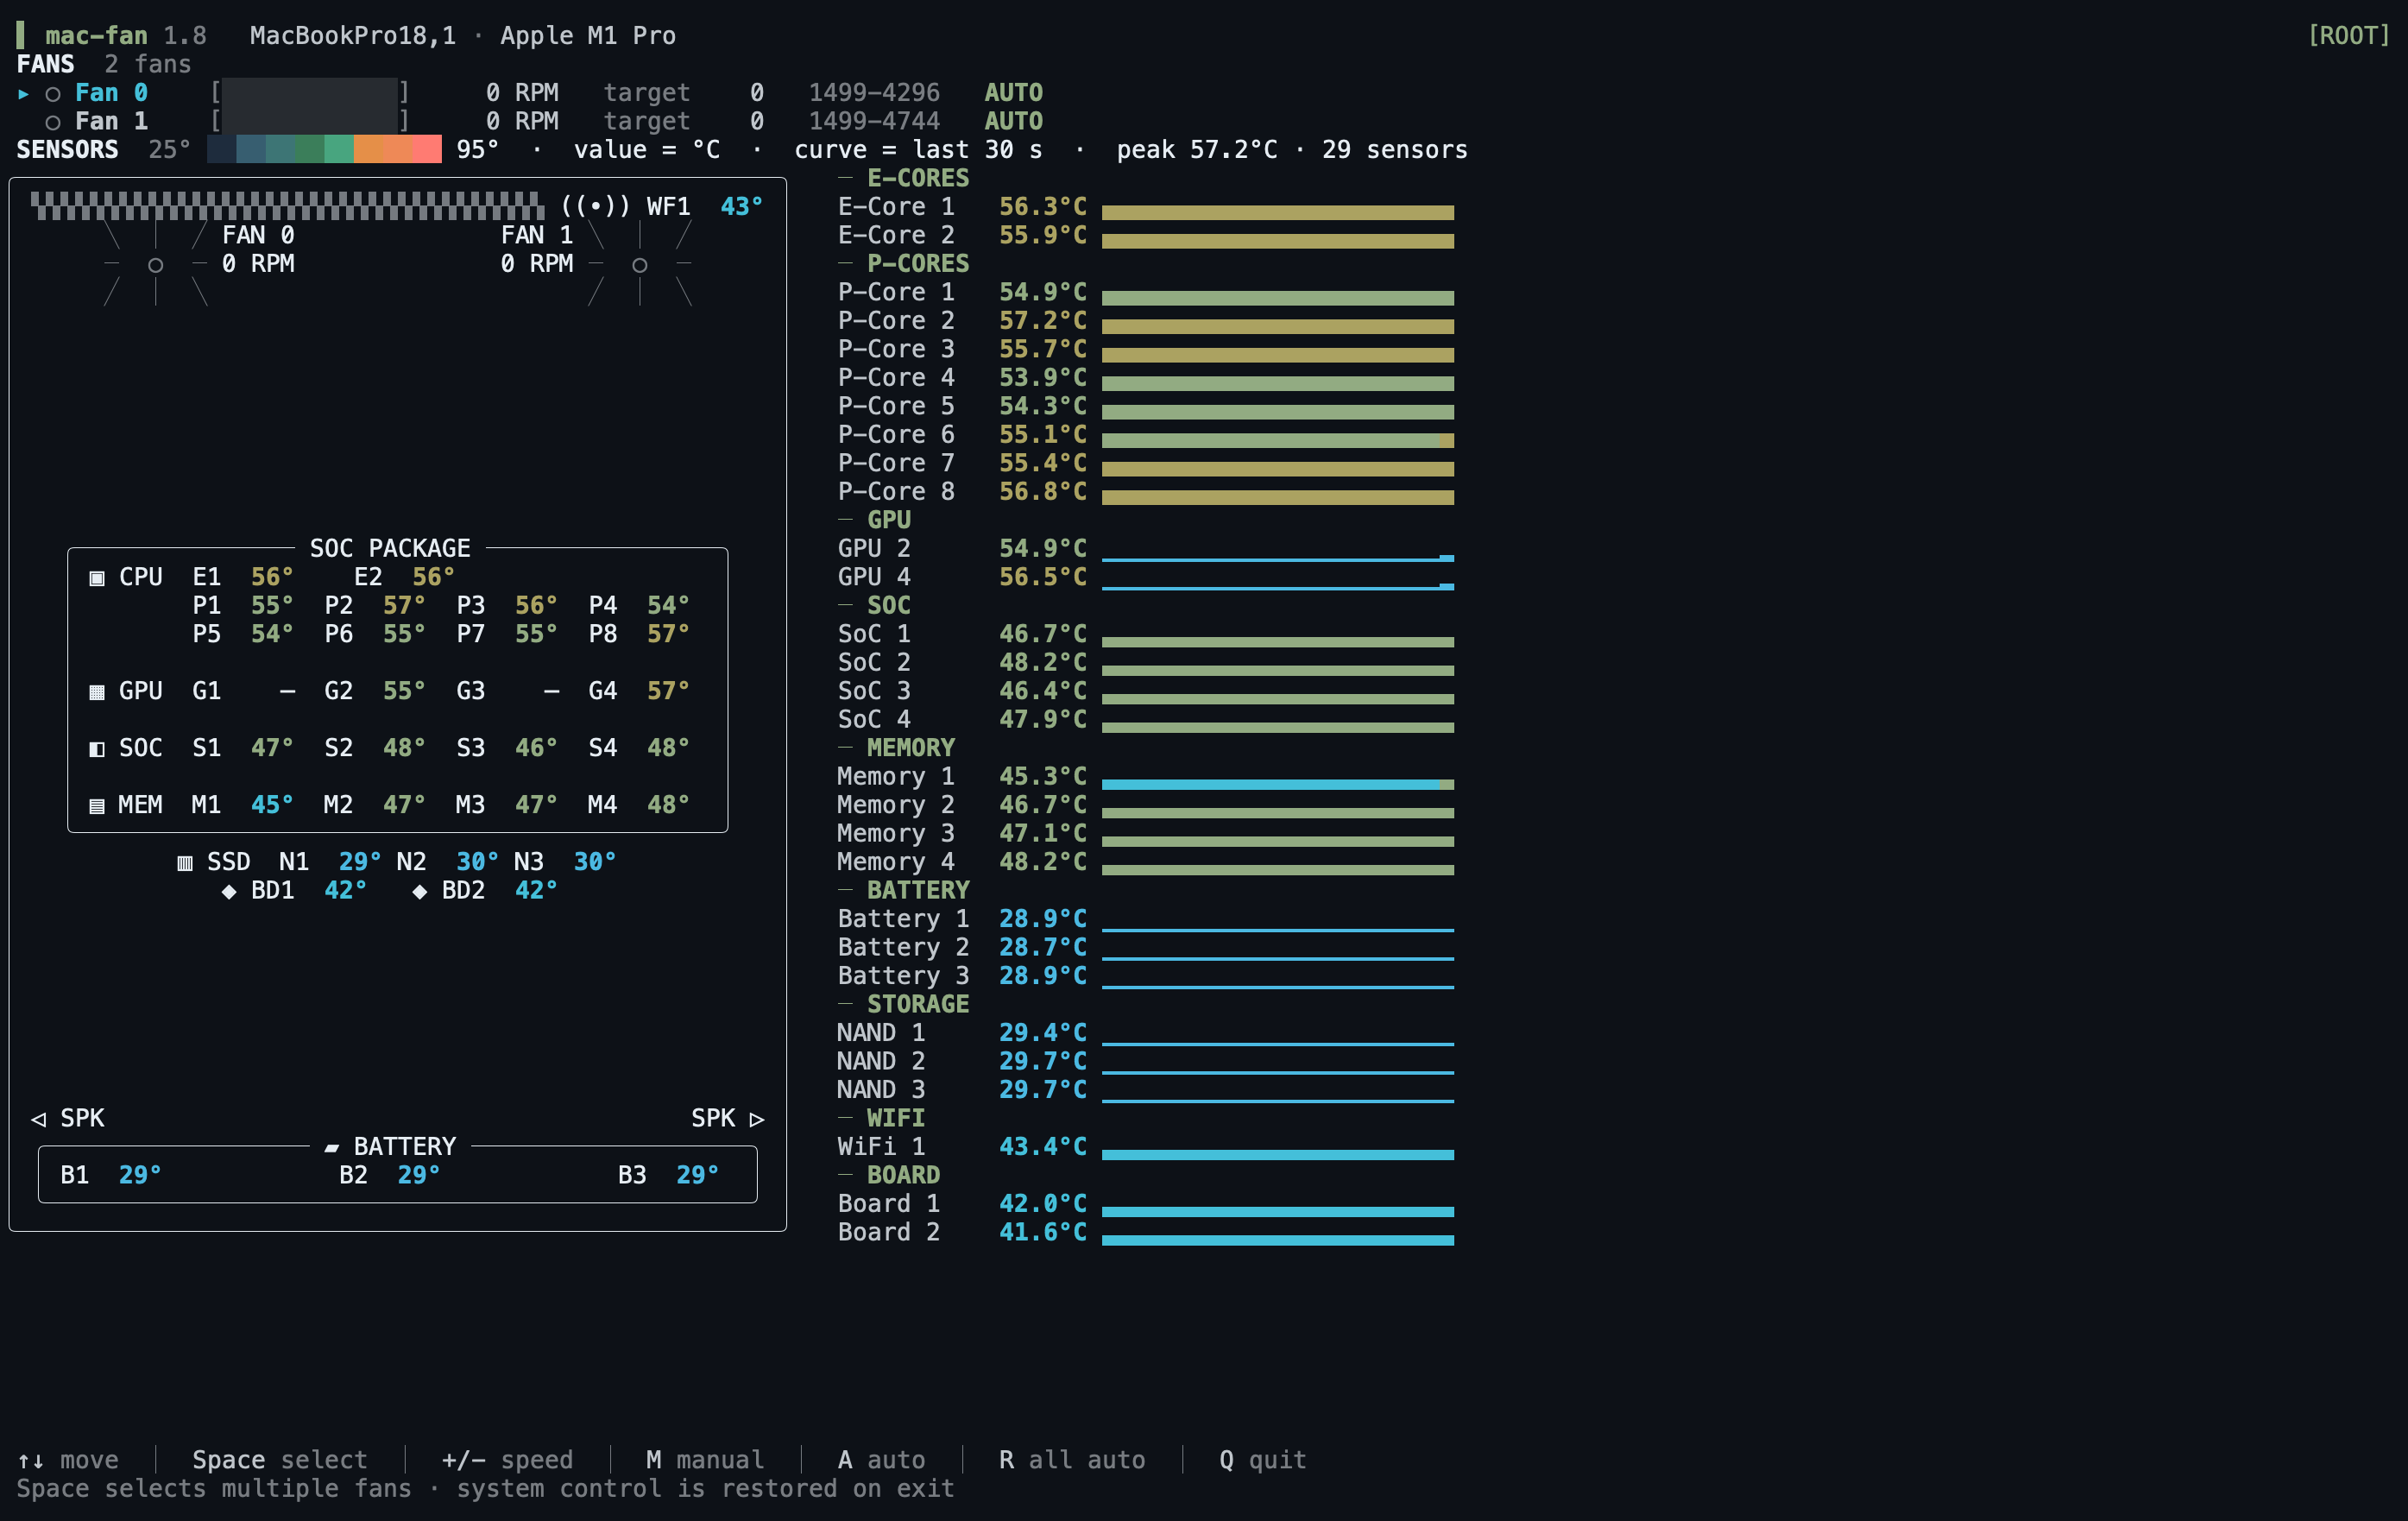 mac-fan 1.8 MacBookPro18,1 · Apple M1 Pro [ROOT]
FANS 2 fans
▸ ○ Fan 0 [ ] 0 RPM target 0 1499-4296 AUTO
○ Fan 1 [ ] 0 RPM target 0 1499-4744 AUTO
SENSORS 25° 95° · value = °C · curve = last 30 s · peak 57.2°C · 29 sensors
((•)) WF1 43°
FAN 0 FAN 1
0 RPM 0 RPM
SOC PACKAGE
▣ CPU E1 56° E2 56°
P1 55° P2 57° P3 56° P4 54°
P5 54° P6 55° P7 55° P8 57°
▦ GPU G1 — G2 55° G3 — G4 57°
◧ SOC S1 47° S2 48° S3 46° S4 48°
▤ MEM M1 45° M2 47° M3 47° M4 48°
▥ SSD N1 29° N2 30° N3 30°
◆ BD1 42° ◆ BD2 42°
◁ SPK SPK ▷
▰ BATTERY
B1 29° B2 29° B3 29°
─ E-CORES
E-Core 1 56.3°C
E-Core 2 55.9°C
─ P-CORES
P-Core 1 54.9°C
P-Core 2 57.2°C
P-Core 3 55.7°C
P-Core 4 53.9°C
P-Core 5 54.3°C
P-Core 6 55.1°C
P-Core 7 55.4°C
P-Core 8 56.8°C
─ GPU
GPU 2 54.9°C
GPU 4 56.5°C
─ SOC
SoC 1 46.7°C
SoC 2 48.2°C
SoC 3 46.4°C
SoC 4 47.9°C
─ MEMORY
Memory 1 45.3°C
Memory 2 46.7°C
Memory 3 47.1°C
Memory 4 48.2°C
─ BATTERY
Battery 1 28.9°C
Battery 2 28.7°C
Battery 3 28.9°C
─ STORAGE
NAND 1 29.4°C
NAND 2 29.7°C
NAND 3 29.7°C
─ WIFI
WiFi 1 43.4°C
─ BOARD
Board 1 42.0°C
Board 2 41.6°C
↑↓ move │ Space select │ +/- speed │ M manual │ A auto │ R all auto │ Q quit
Space selects multiple fans · system control is restored on exit